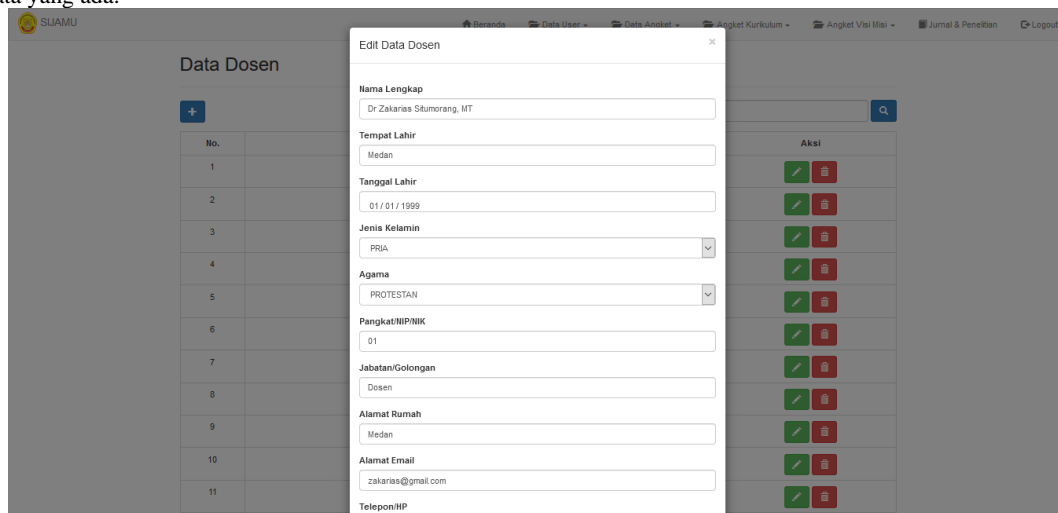 yang ada.
SIJAMU
Beranda Data User Data Angket Angket Kurikulum Angket Visi Misi Jurnal & Penelitian Logout
Edit Data Dosen ×
Data Dosen
Nama Lengkap
Dr Zakarias Situmorang, MT
+
Tempat Lahir
No. Aksi
Medan
1
Tanggal Lahir
2
01 / 01 / 1999
Jenis Kelamin
3
PRIA
4
Agama
5
PROTESTAN
Pangkat/NIP/NIK
6
01
7
Jabatan/Golongan
8
Dosen
Alamat Rumah
9
Medan
10
Alamat Email
zakarias@gmail.com
11
Telepon/HP